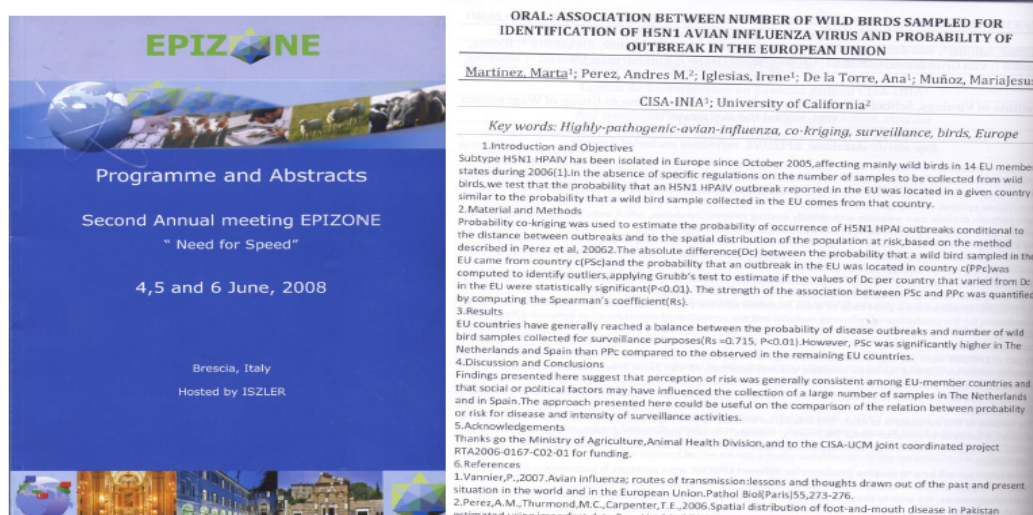 EPIZONE
Programme and Abstracts
Second Annual meeting EPIZONE
“ Need for Speed”
4,5 and 6 June, 2008
Brescia, Italy
Hosted by ISZLER
ORAL: ASSOCIATION BETWEEN NUMBER OF WILD BIRDS SAMPLED FOR
IDENTIFICATION OF H5N1 AVIAN INFLUENZA VIRUS AND PROBABILITY OF
OUTBREAK IN THE EUROPEAN UNION
Martinez, Marta¹; Perez, Andres M.²; Iglesias, Irene¹; De la Torre, Ana¹; Muñoz, MariaJesus
CISA-INIA¹; University of California²
Key words: Highly-pathogenic-avian-influenza, co-kriging, surveillance, birds, Europe
1.Introduction and Objectives
Subtype H5N1 HPAIV has been isolated in Europe since October 2005,affecting mainly wild birds in 14 EU member
states during 2006(1).In the absence of specific regulations on the number of samples to be collected from wild
birds,we test that the probability that an H5N1 HPAIV outbreak reported in the EU was located in a given country
similar to the probability that a wild bird sample collected in the EU comes from that country.
2.Material and Methods
Probability co-kriging was used to estimate the probability of occurrence of H5N1 HPAI outbreaks conditional to
the distance between outbreaks and to the spatial distribution of the population at risk,based on the method
described in Perez et al, 20062.The absolute difference(Dc) between the probability that a wild bird sampled in the
EU came from country c(PSc)and the probability that an outbreak in the EU was located in country c(PPc)was
computed to identify outliers,applying Grubb's test to estimate if the values of Dc per country that varied from Dc
in the EU were statistically significant(P<0.01). The strength of the association between PSc and PPc was quantified
by computing the Spearman's coefficient(Rs).
3.Results
EU countries have generally reached a balance between the probability of disease outbreaks and number of wild
bird samples collected for surveillance purposes(Rs =0.715, P<0.01).However, PSc was significantly higher in The
Netherlands and Spain than PPc compared to the observed in the remaining EU countries.
4.Discussion and Conclusions
Findings presented here suggest that perception of risk was generally consistent among EU-member countries and
that social or political factors may have influenced the collection of a large number of samples in The Netherlands
and in Spain.The approach presented here could be useful on the comparison of the relation between probability
or risk for disease and intensity of surveillance activities.
5.Acknowledgements
Thanks go the Ministry of Agriculture,Animal Health Division,and to the CISA-UCM joint coordinated project
RTA2006-0167-C02-01 for funding.
6.References
1.Vannier,P.,2007.Avian influenza; routes of transmission:lessons and thoughts drawn out of the past and present
situation in the world and in the European Union.Pathol Biol(Paris)55,273-276.
2.Perez,A.M.,Thurmond,M.C.,Carpenter,T.E.,2006.Spatial distribution of foot-and-mouth disease in Pakistan